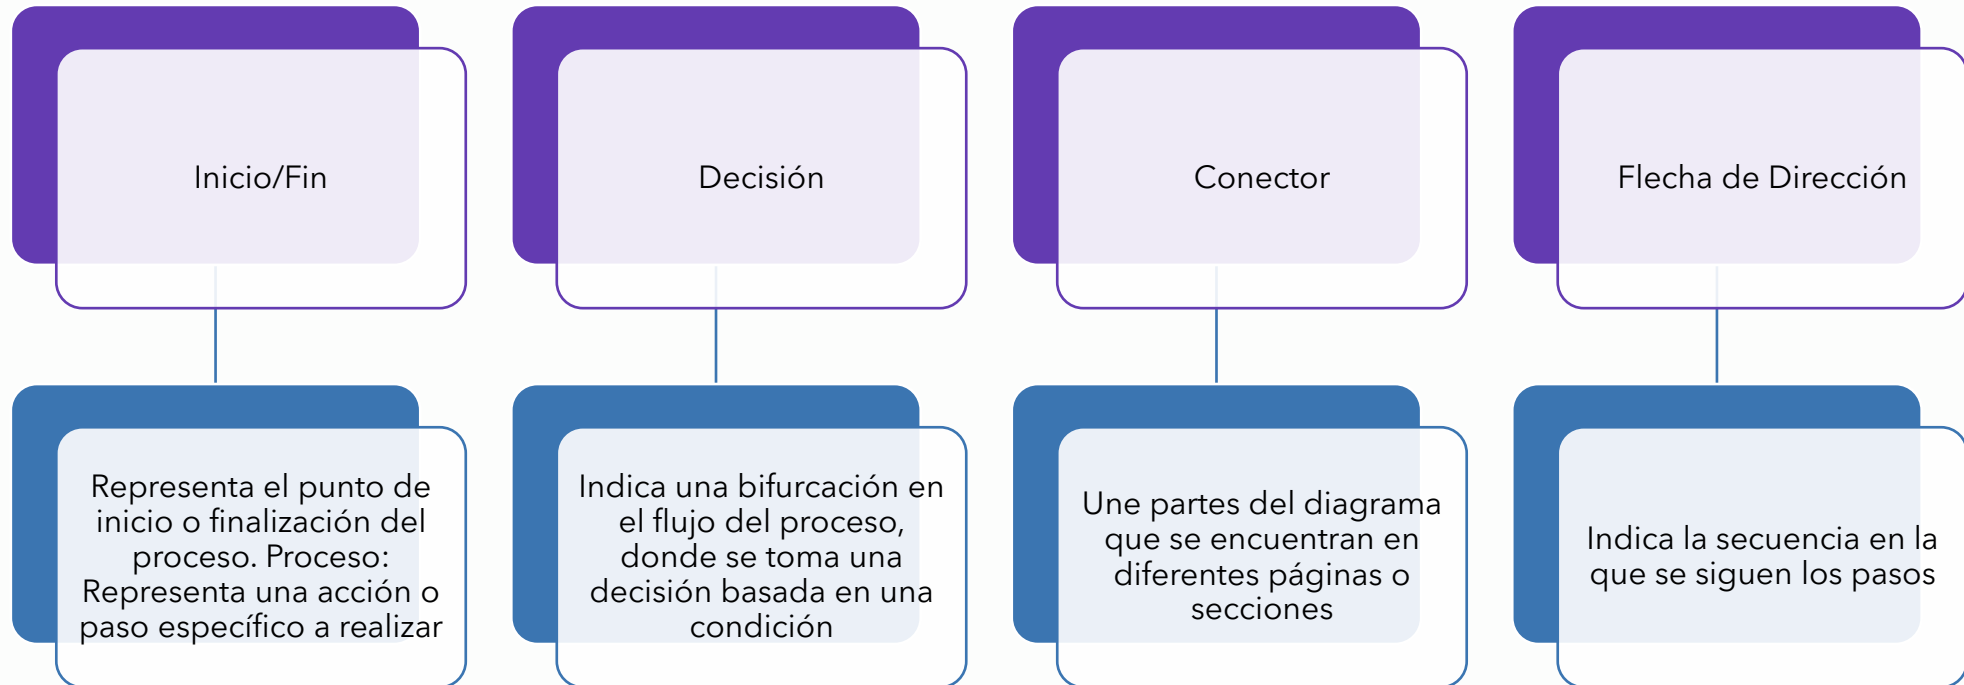 Inicio/Fin
Decisión
Conector
Flecha de Dirección
Representa el punto de
inicio o finalización del
proceso. Proceso:
Representa una acción o
paso específico a realizar
Indica una bifurcación en
el flujo del proceso,
donde se toma una
decisión basada en una
condición
Une partes del diagrama
que se encuentran en
diferentes páginas o
secciones
Indica la secuencia en la
que se siguen los pasos